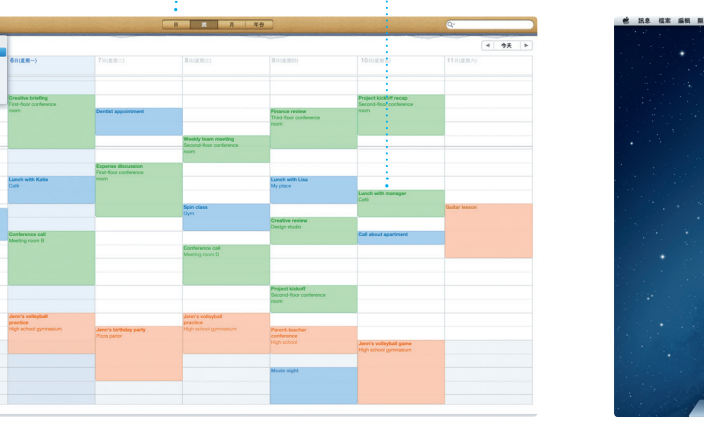 日 週 月 年份
今天
6日(星期一) 7日(星期二) 8日(星期三) 9日(星期四) 10日(星期五) 11日(星期六)
Creative briefing
First-floor conference
room
Lunch with Katie
Café
Conference call
Meeting room B
Jenn's volleyball
practice
High school gymnasium
Dentist appointment
Expense discussion
First-floor conference
room
Jenn's birthday party
Pizza parlor
Weekly team meeting
Second-floor conference
room
Spin class
Gym
Conference call
Meeting room D
Jenn's volleyball
practice
High school gymnasium
Finance review
Third-floor conference
room
Lunch with Lisa
My place
Creative review
Design studio
Project kickoff
Second-floor conference
room
Parent-teacher
conference
High school
Movie night
Project kickoff recap
Second-floor conference
room
Lunch with manager
Café
Call about apartment
Jenn's volleyball game
High school gymnasium
Guitar lesson
訊息 檔案 編輯